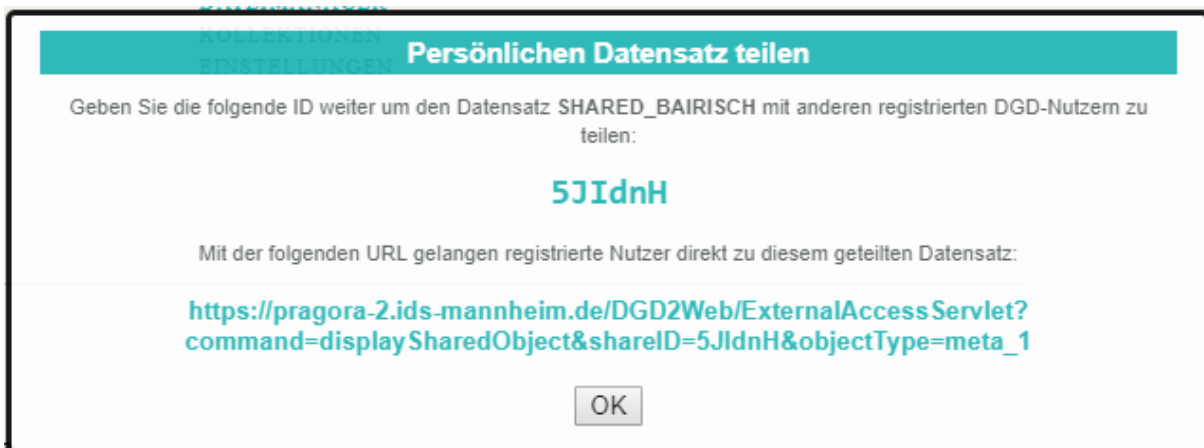 KOLLEKTIONEN
EINSTELLUNGEN
Persönlichen Datensatz teilen
Geben Sie die folgende ID weiter um den Datensatz SHARED_BAIRISCH mit anderen registrierten DGD-Nutzern zu
teilen:
5JIdnH
Mit der folgenden URL gelangen registrierte Nutzer direkt zu diesem geteilten Datensatz:
https://pragora-2.ids-mannheim.de/DGD2Web/ExternalAccessServlet?
command=displaySharedObject&shareID=5JIdnH&objectType=meta_1
OK